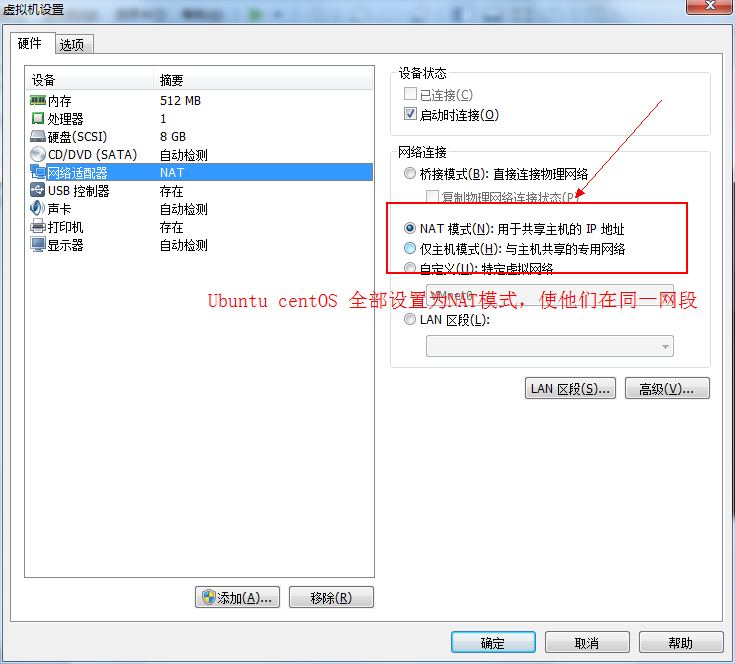 虚拟机设置
硬件 选项
设备 摘要
内存 512 MB
处理器 1
硬盘(SCSI) 8 GB
CD/DVD (SATA) 自动检测
网络适配器 NAT
USB 控制器 存在
声卡 自动检测
打印机 存在
显示器 自动检测
添加(A)... 移除(R)
设备状态
已连接(C)
启动时连接(O)
网络连接
桥接模式(B): 直接连接物理网络
复制物理网络连接状态(P)
NAT 模式(N): 用于共享主机的 IP 地址
仅主机模式(H): 与主机共享的专用网络
自定义(U): 特定虚拟网络
Ubuntu centOS 全部设置为NAT模式，使他们在同一网段
LAN 区段(L):
LAN 区段(S)... 高级(V)...
确定 取消 帮助